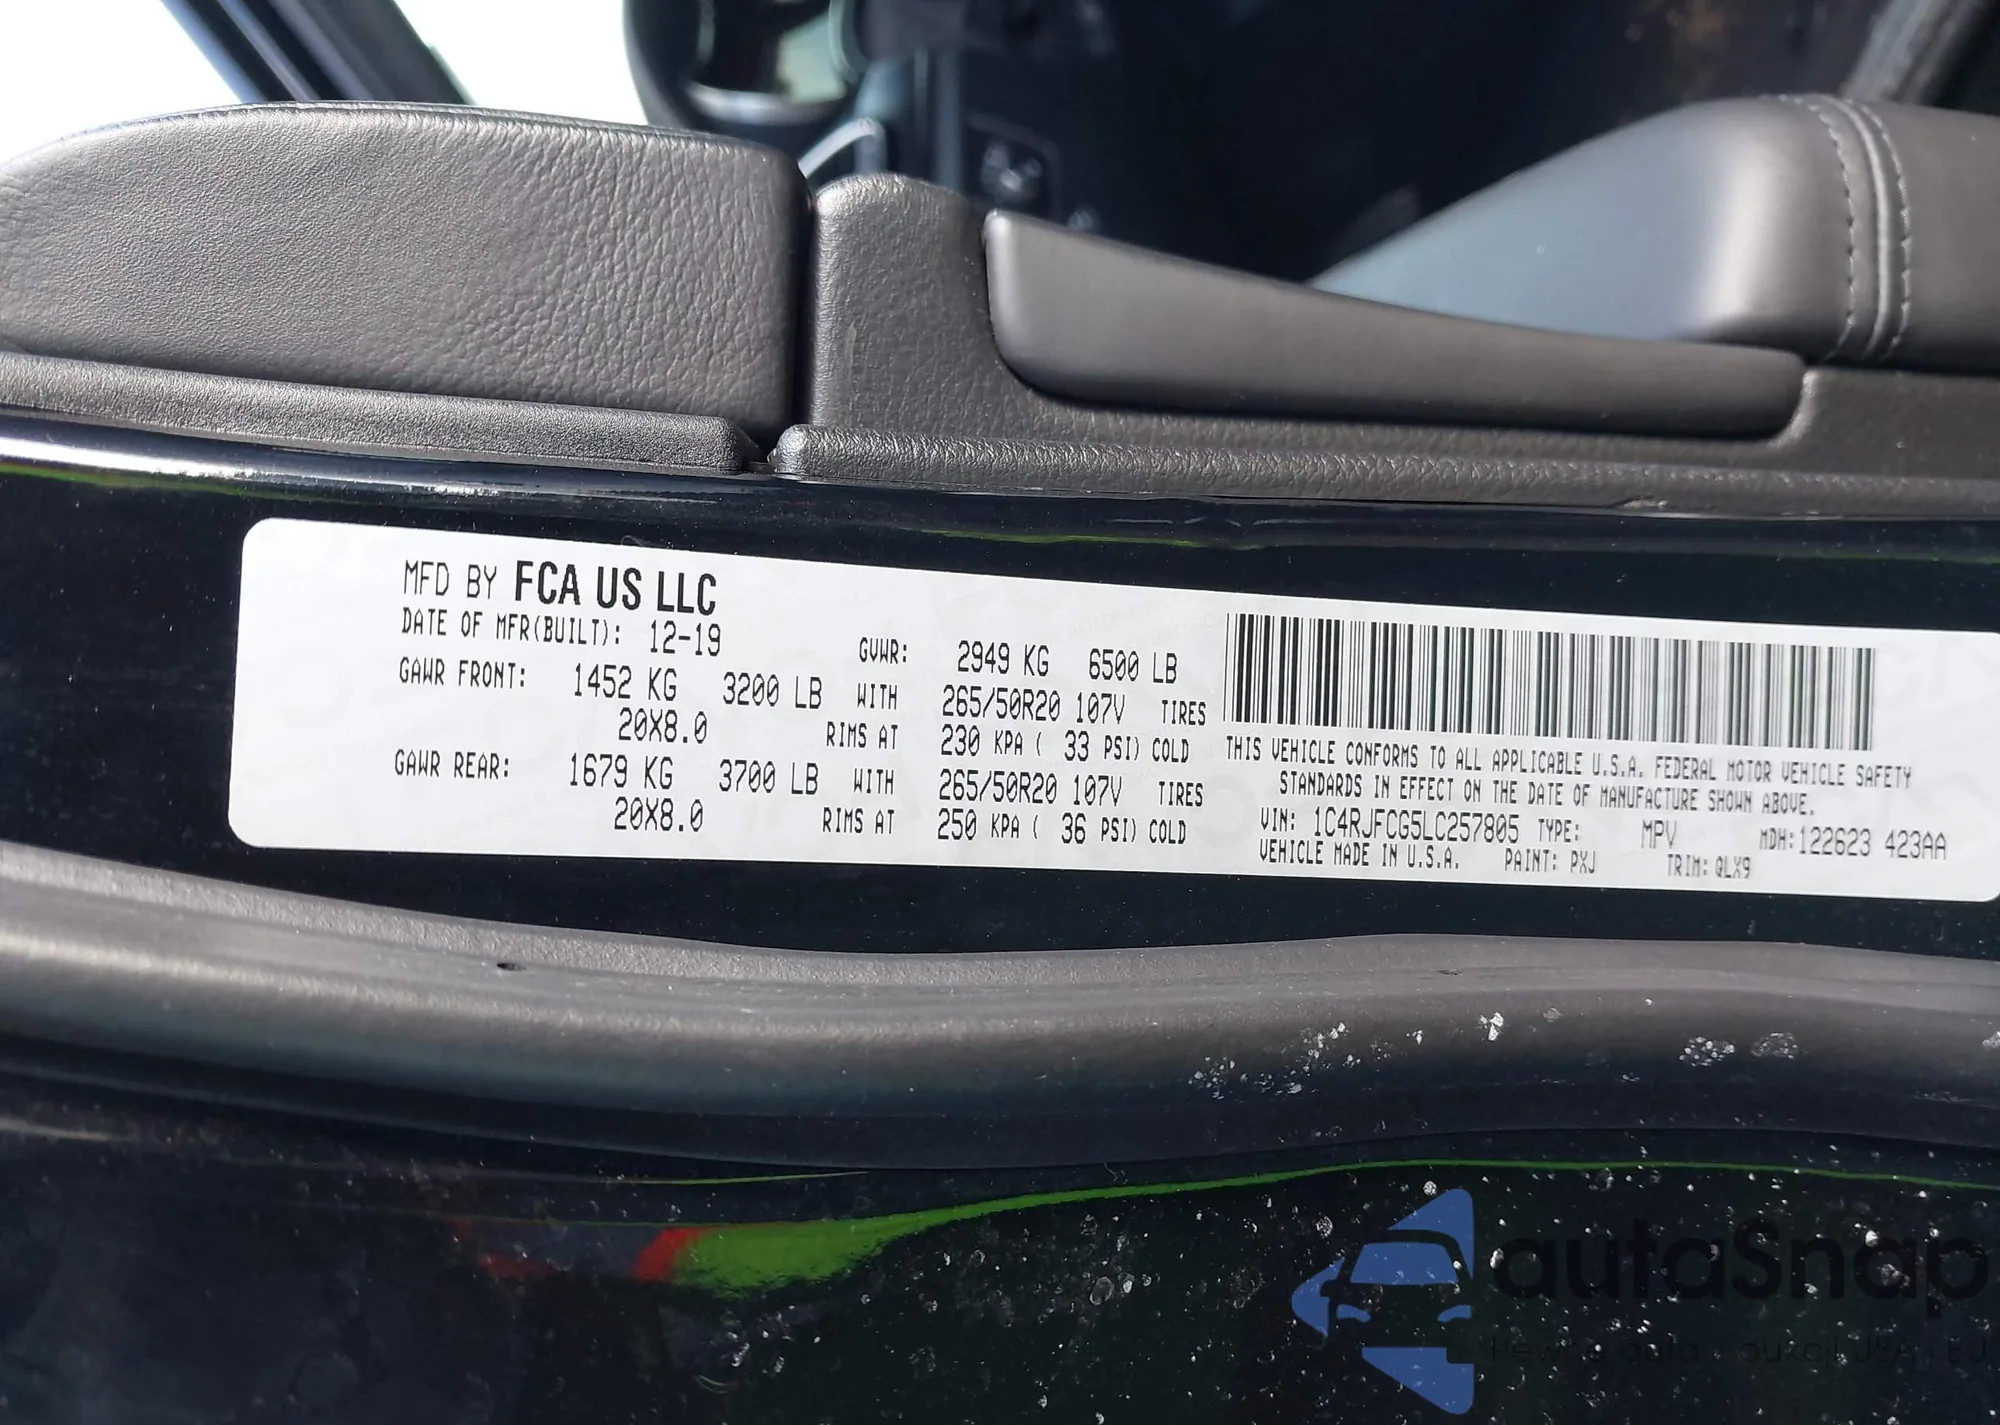 MFD BY FCA US LLC
DATE OF MFR(BUILT): 12-19 GVWR: 2949 KG 6500 LB
GAWR FRONT: 1452 KG 3200 LB WITH 265/50R20 107V TIRES
20X8.0 RIMS AT 230 KPA ( 33 PSI) COLD
GAWR REAR: 1679 KG 3700 LB WITH 265/50R20 107V TIRES
20X8.0 RIMS AT 250 KPA ( 36 PSI) COLD
THIS VEHICLE CONFORMS TO ALL APPLICABLE U.S.A. FEDERAL MOTOR VEHICLE SAFETY
STANDARDS IN EFFECT ON THE DATE OF MANUFACTURE SHOWN ABOVE.
VIN: 1C4RJFCG5LC257805 TYPE: MPV MDH:122623 423AA
VEHICLE MADE IN U.S.A. PAINT: PXJ TRIM: QLX9
autaSnap
auta USA EU